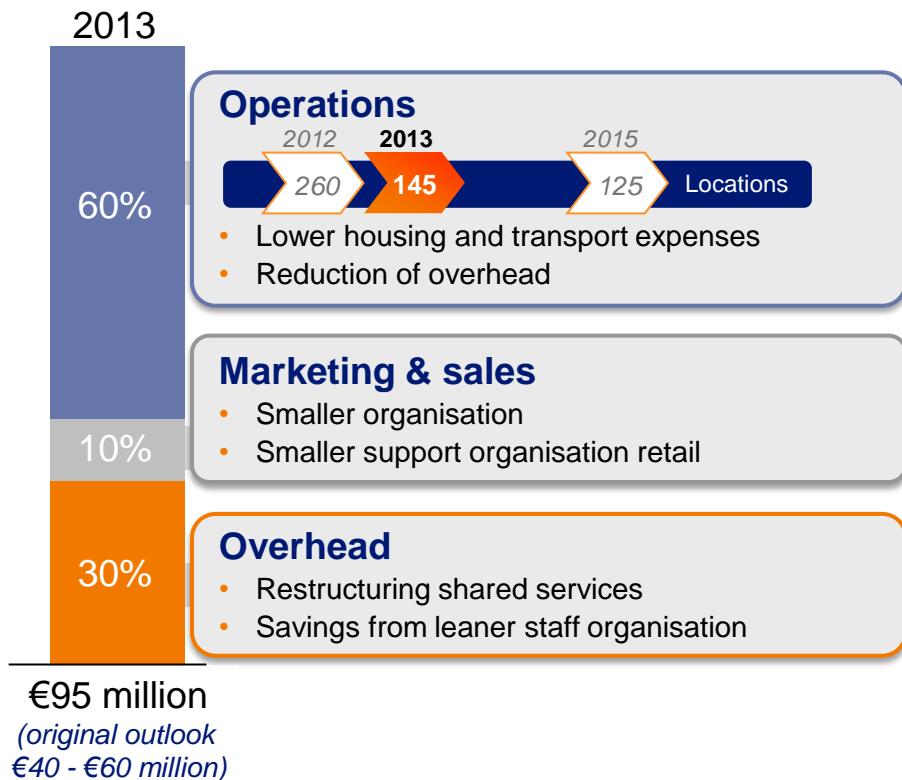 2013
60%
Operations
2012 2013 2015
260 145 125 Locations
• Lower housing and transport expenses
• Reduction of overhead
10%
Marketing & sales
• Smaller organisation
• Smaller support organisation retail
30%
Overhead
• Restructuring shared services
• Savings from leaner staff organisation
€95 million
(original outlook
€40 - €60 million)